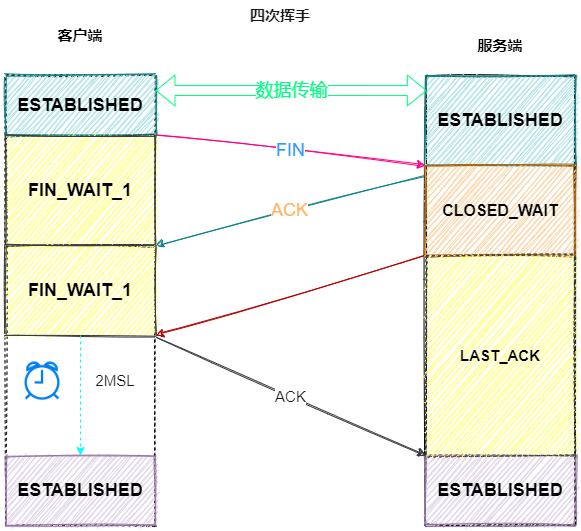 四次挥手
客户端
服务端
数据传输
ESTABLISHED
ESTABLISHED
FIN
FIN_WAIT_1
ACK
CLOSED_WAIT
FIN_WAIT_1
LAST_ACK
2MSL
ACK
ESTABLISHED
ESTABLISHED